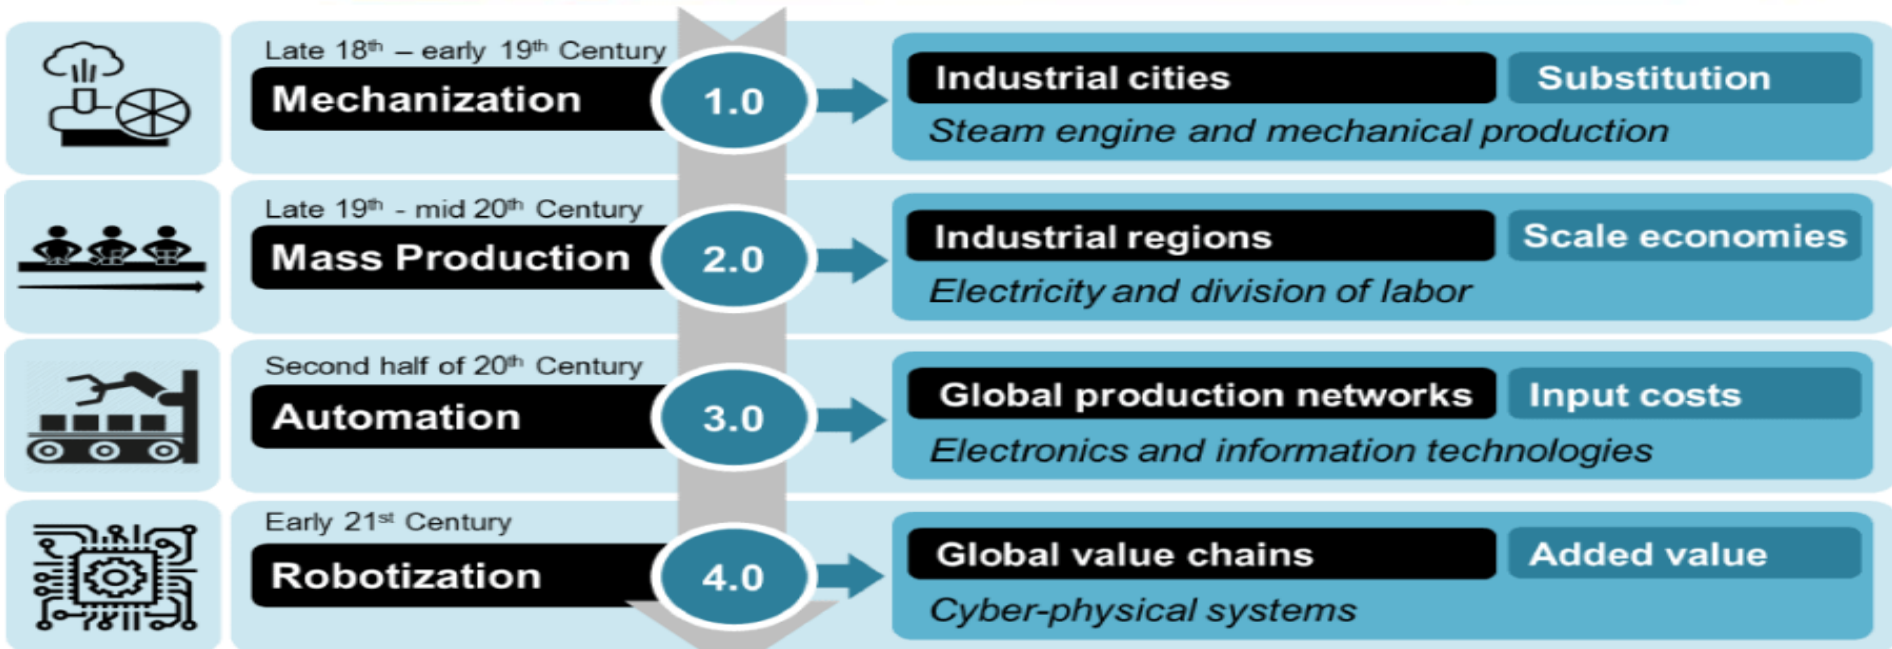 Late 18th – early 19th Century
Mechanization
1.0
Industrial cities
Substitution
Steam engine and mechanical production
Late 19th - mid 20th Century
Mass Production
2.0
Industrial regions
Scale economies
Electricity and division of labor
Second half of 20th Century
Automation
3.0
Global production networks
Input costs
Electronics and information technologies
Early 21st Century
Robotization
4.0
Global value chains
Added value
Cyber-physical systems